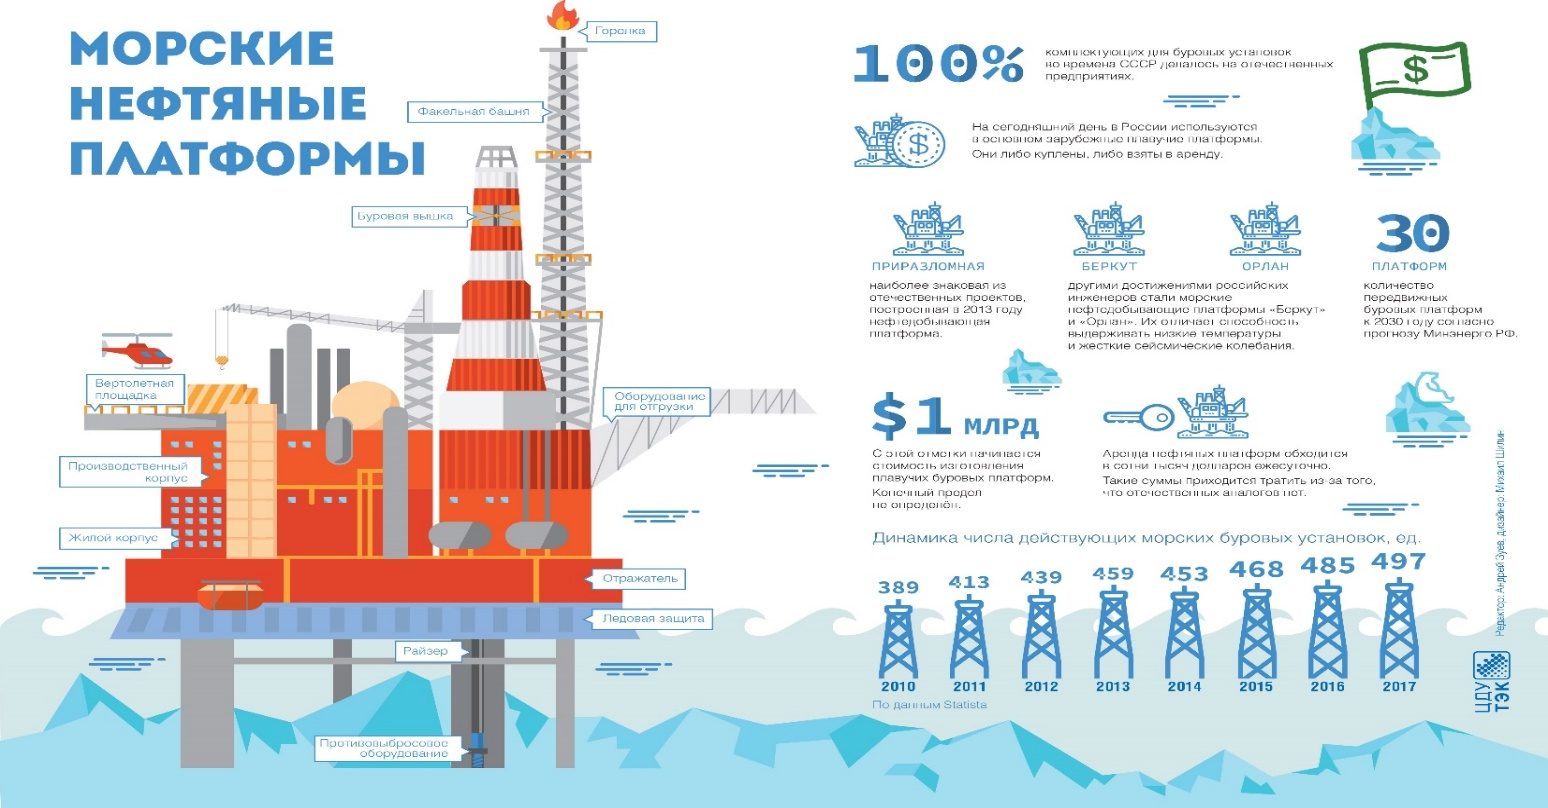 МОРСКИЕ
НЕФТЯНЫЕ
ПЛАТФОРМЫ
Горелка
Факельная башня
Буровая вышка
Вертолетная
площадка
Оборудование
для отгрузки
Производственный
корпус
Жилой корпус
Отражатель
Ледовая защита
Райзер
Противовыбросовое
оборудование
100%
комплектующих для буровых установок
во времена СССР делалось на отечественных
предприятиях.
На сегодняшний день в России используются
в основном зарубежные плавучие платформы.
Они либо куплены, либо взяты в аренду.
ПРИРАЗЛОМНАЯ
наиболее знаковая из
отечественных проектов,
построенная в 2013 году
нефтедобывающая
платформа.
БЕРКУТ
ОРЛАН
другими достижениями российских
инженеров стали морские
нефтедобывающие платформы «Беркут»
и «Орлан». Их отличает способность
выдерживать низкие температуры
и жесткие сейсмические колебания.
30
ПЛАТФОРМ
количество
передвижных
буровых платформ
к 2030 году согласно
прогнозу Минэнерго РФ.
$1 МЛРД
С этой отметки начинается
стоимость изготовления
плавучих буровых платформ.
Конечный предел
не определён.
Аренда нефтяных платформ обходится
в сотни тысяч долларов ежесуточно.
Такие суммы приходится тратить из-за того,
что отечественных аналогов нет.
Динамика числа действующих морских буровых установок, ед.
389 413 439 459 453 468 485 497
2010 2011 2012 2013 2014 2015 2016 2017
По данным Statista
Редактор: Андрей Зуев, дизайнер: Михаил Шилин
ЦДУ
ТЭК